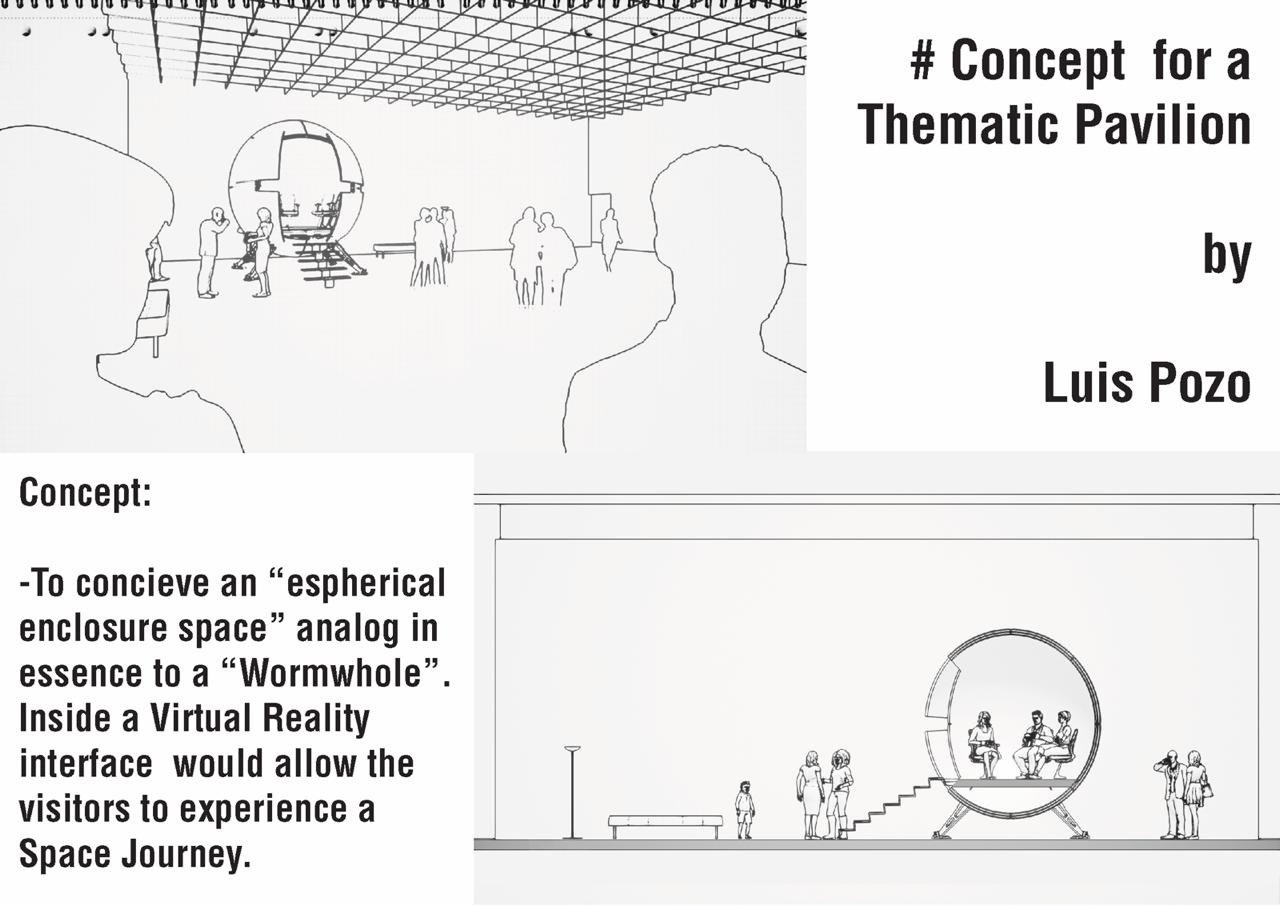 # Concept  for a
Thematic Pavilion
by
Luis Pozo
Concept:
-To concieve an “espherical
enclosure space” analog in
essence to a “Wormwhole”.
Inside a Virtual Reality
interface  would allow the
visitors to experience a
Space Journey.